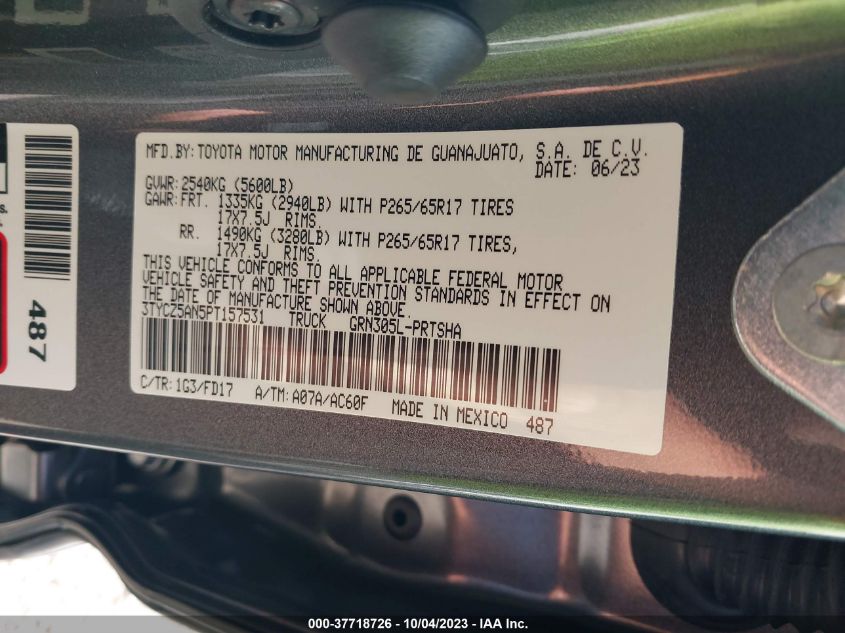 MFD.BY:TOYOTA MOTOR MANUFACTURING DE GUANAJUATO, S.A. DE C.V.
DATE: 06/23
GVWR:2540KG (5600LB)
GAWR:FRT. 1335KG (2940LB) WITH P265/65R17 TIRES
17X7.5J RIMS.
RR. 1490KG (3280LB) WITH P265/65R17 TIRES,
17X7.5J RIMS.
THIS VEHICLE CONFORMS TO ALL APPLICABLE FEDERAL MOTOR
VEHICLE SAFETY AND THEFT PREVENTION STANDARDS IN EFFECT ON
THE DATE OF MANUFACTURE SHOWN ABOVE.
3TYCZ5AN5PT157531 TRUCK GRN305L-PRTSHA
C/TR:1G3/FD17 A/TM:A07A/AC60F MADE IN MEXICO 487
s.
487
000-37718726 - 10/04/2023 - IAA Inc.